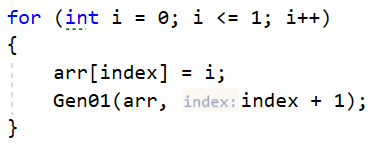 for (int i = 0; i <= 1; i++)
{
    arr[index] = i;
    Gen01(arr, index: index + 1);
}